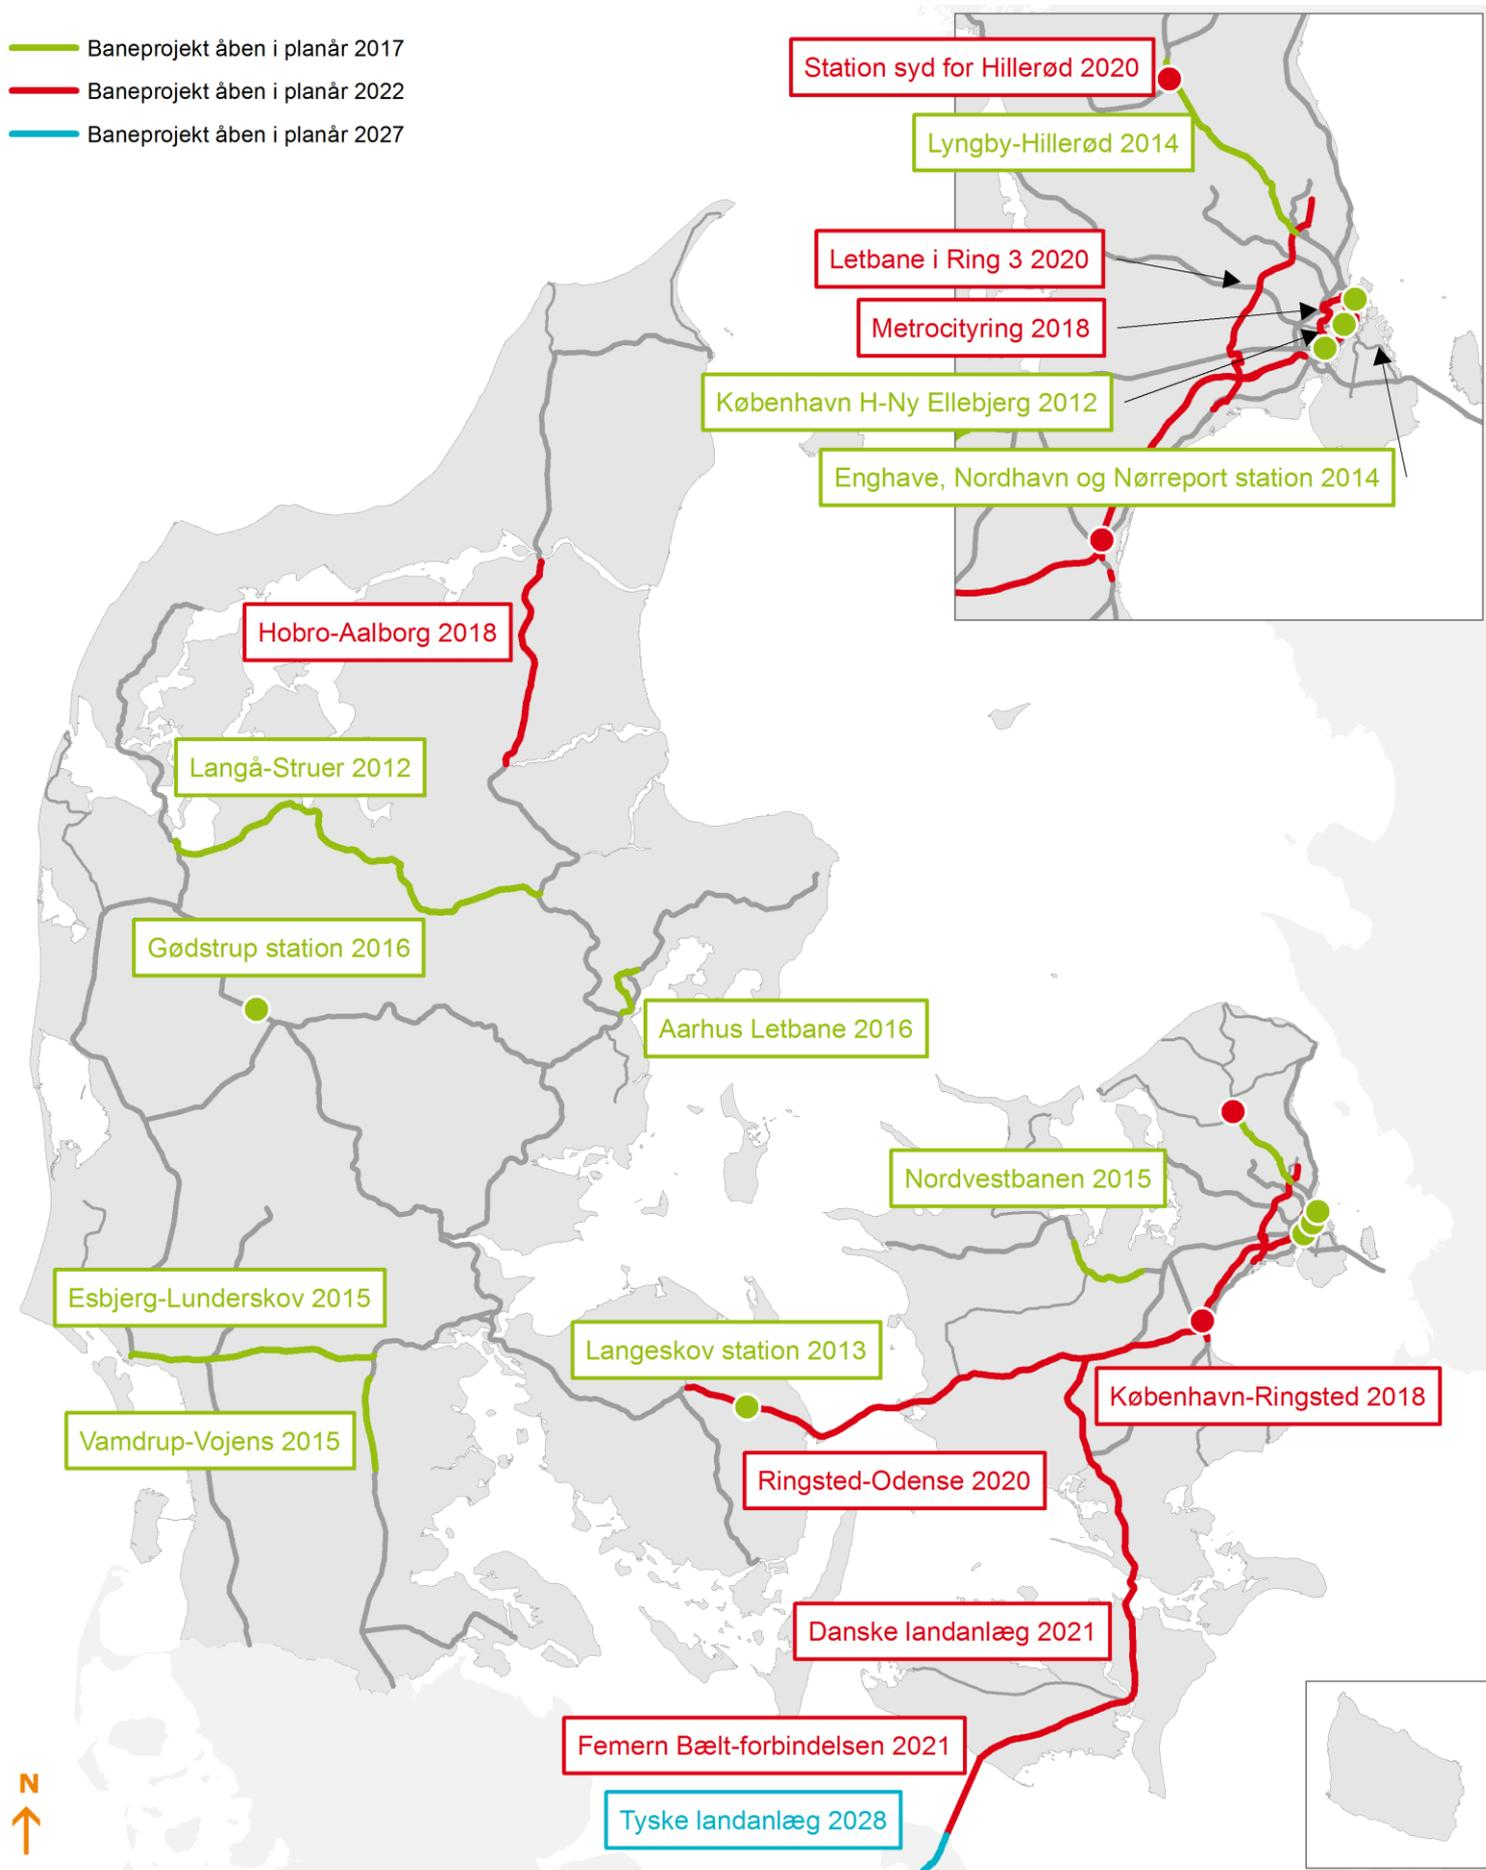 Baneprojekt åben i planår 2017
Baneprojekt åben i planår 2022
Baneprojekt åben i planår 2027
Station syd for Hillerød 2020
Lyngby-Hillerød 2014
Letbane i Ring 3 2020
Metrocityring 2018
København H-Ny Ellebjerg 2012
Enghave, Nordhavn og Nørreport station 2014
Hobro-Aalborg 2018
Langå-Struer 2012
Gødstrup station 2016
Aarhus Letbane 2016
Nordvestbanen 2015
Esbjerg-Lunderskov 2015
Langeskov station 2013
København-Ringsted 2018
Vamdrup-Vojens 2015
Ringsted-Odense 2020
Danske landanlæg 2021
Femern Bælt-forbindelsen 2021
Tyske landanlæg 2028
N